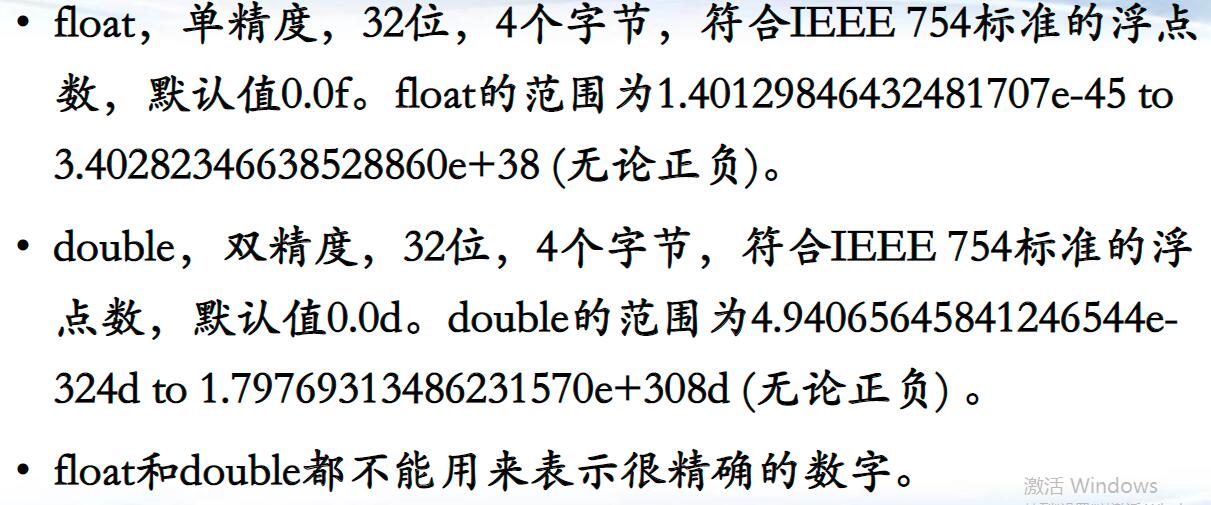 • float，单精度，32位，4个字节，符合IEEE 754标准的浮点
数，默认值0.0f。float的范围为1.40129846432481707e-45 to
3.40282346638528860e+38 (无论正负)。
• double，双精度，32位，4个字节，符合IEEE 754标准的浮
点数，默认值0.0d。double的范围为4.94065645841246544e-
324d to 1.79769313486231570e+308d (无论正负) 。
• float和double都不能用来表示很精确的数字。
激活 Windows